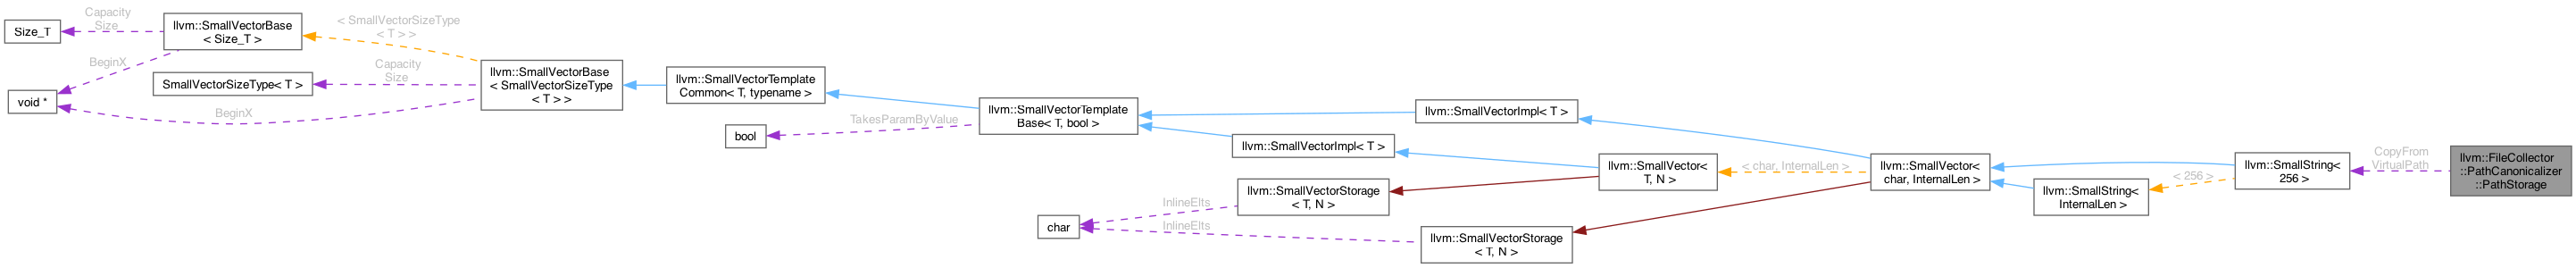 Size_T
Capacity
Size
llvm::SmallVectorBase
< Size_T >
< SmallVectorSizeType
< T > >
BeginX
SmallVectorSizeType< T >
Capacity
Size
void *
BeginX
llvm::SmallVectorBase
< SmallVectorSizeType
< T > >
llvm::SmallVectorTemplate
Common< T, typename >
bool
TakesParamByValue
llvm::SmallVectorTemplate
Base< T, bool >
llvm::SmallVectorImpl< T >
llvm::SmallVectorImpl< T >
llvm::SmallVectorStorage
< T, N >
InlineElts
char
InlineElts
llvm::SmallVectorStorage
< T, N >
llvm::SmallVector<
T, N >
< char, InternalLen >
llvm::SmallVector<
char, InternalLen >
llvm::SmallString<
InternalLen >
< 256 >
llvm::SmallString<
256 >
CopyFrom
VirtualPath
llvm::FileCollector
::PathCanonicalizer
::PathStorage